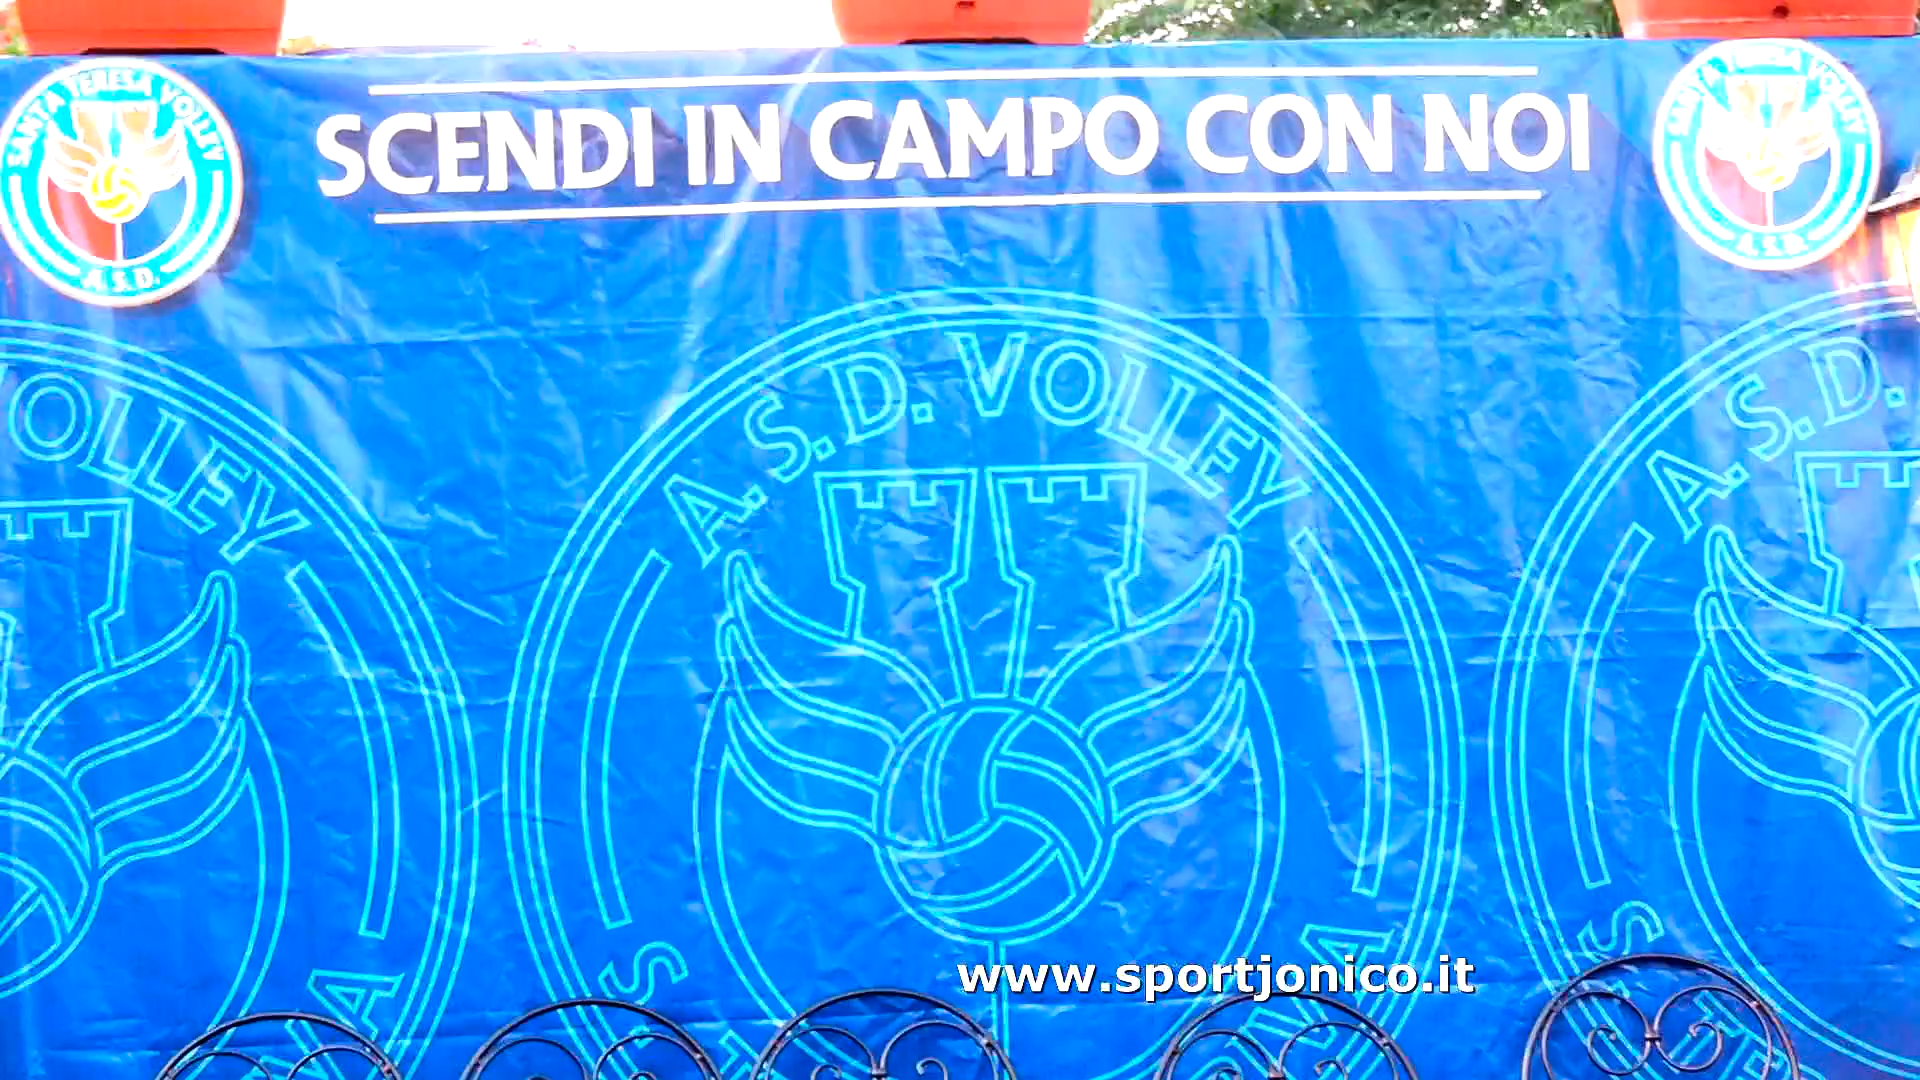 SCENDI IN CAMPO CON NOI
SANTA TERESA VOLLEY
A.S.D.
SANTA TERESA VOLLEY
A.S.D.
VOLLEY
A.S.D. VOLLEY
A.S.D.
www.sportjonico.it